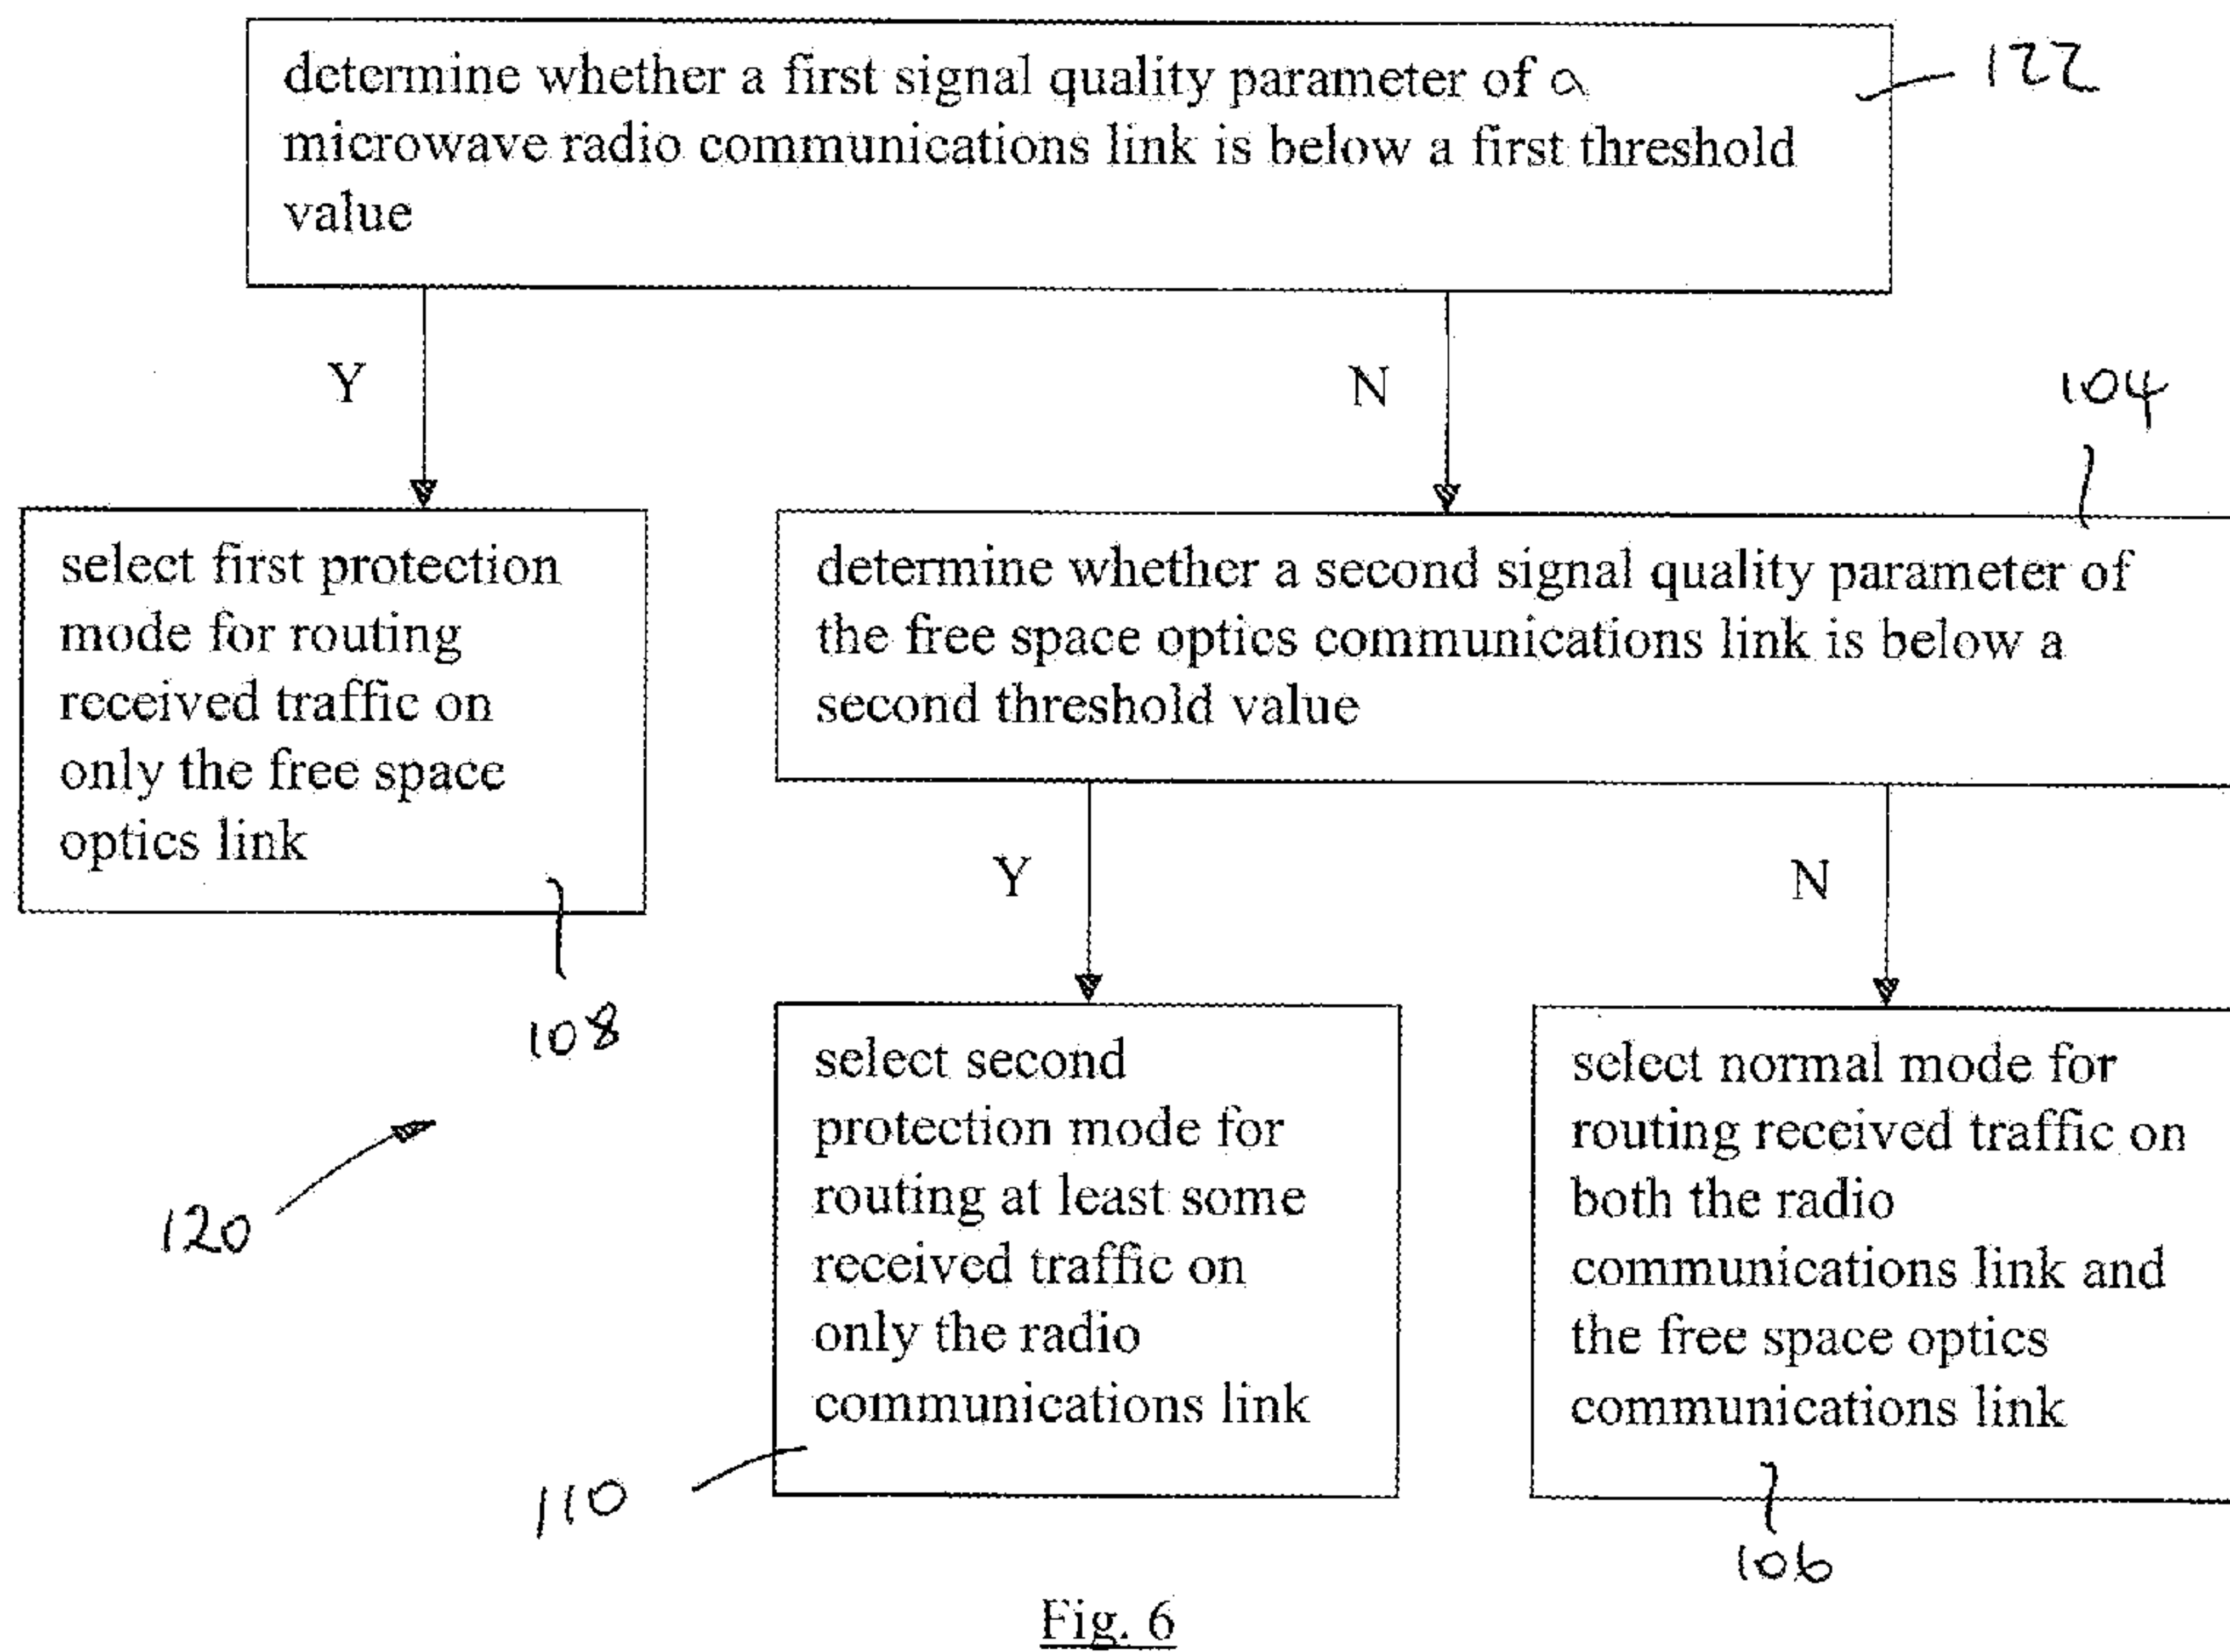 determine whether a first signal quality parameter of a
microwave radio communications link is below a first threshold
value
122
Y
N
104
select first protection
mode for routing
received traffic on
only the free space
optics link
108
determine whether a second signal quality parameter of
the free space optics communications link is below a
second threshold value
Y
N
select second
protection mode for
routing at least some
received traffic on
only the radio
communications link
110
select normal mode for
routing received traffic on
both the radio
communications link and
the free space optics
communications link
106
120
Fig. 6